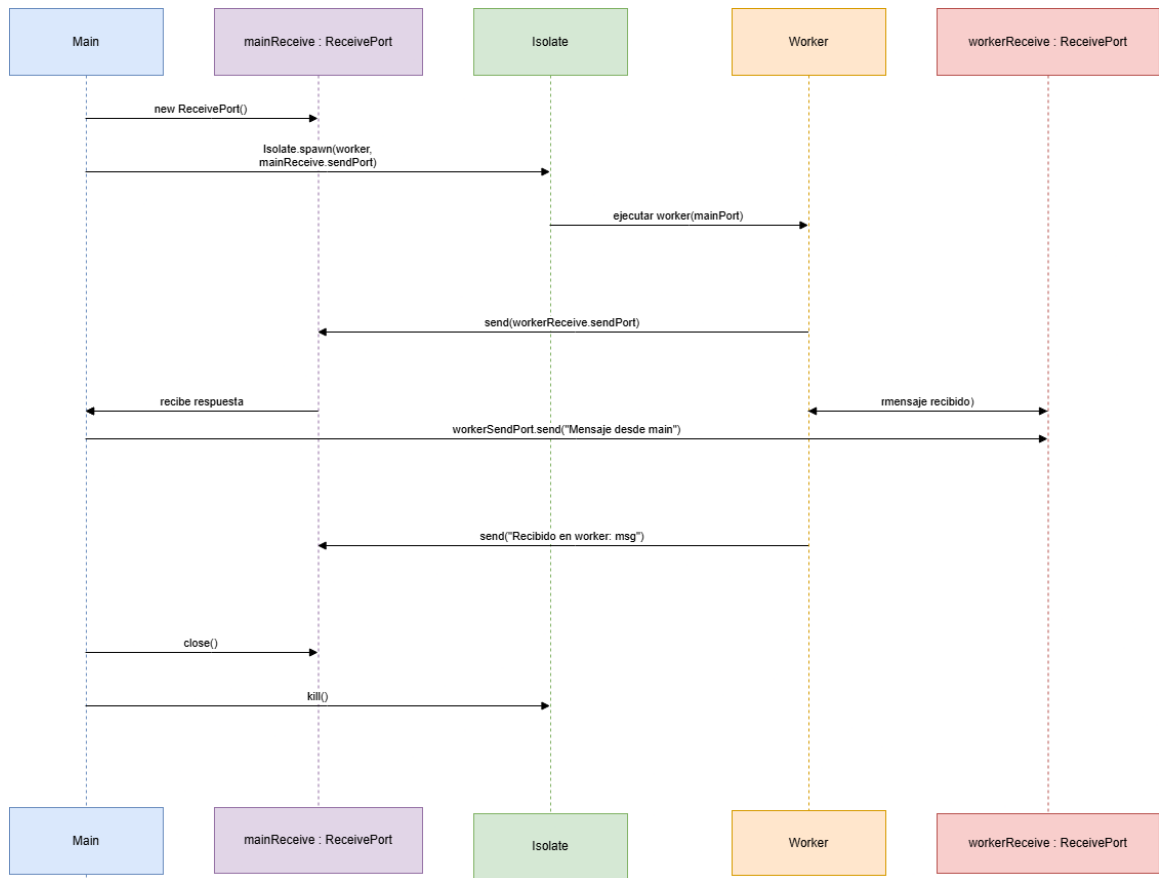 Main
mainReceive : ReceivePort
Isolate
Worker
workerReceive : ReceivePort
new ReceivePort()
Isolate.spawn(worker,
mainReceive.sendPort)
ejecutar worker(mainPort)
send(workerReceive.sendPort)
recibe respuesta
rmensaje recibido)
workerSendPort.send("Mensaje desde main")
send("Recibido en worker: msg")
close()
kill()
Main
mainReceive : ReceivePort
Isolate
Worker
workerReceive : ReceivePort